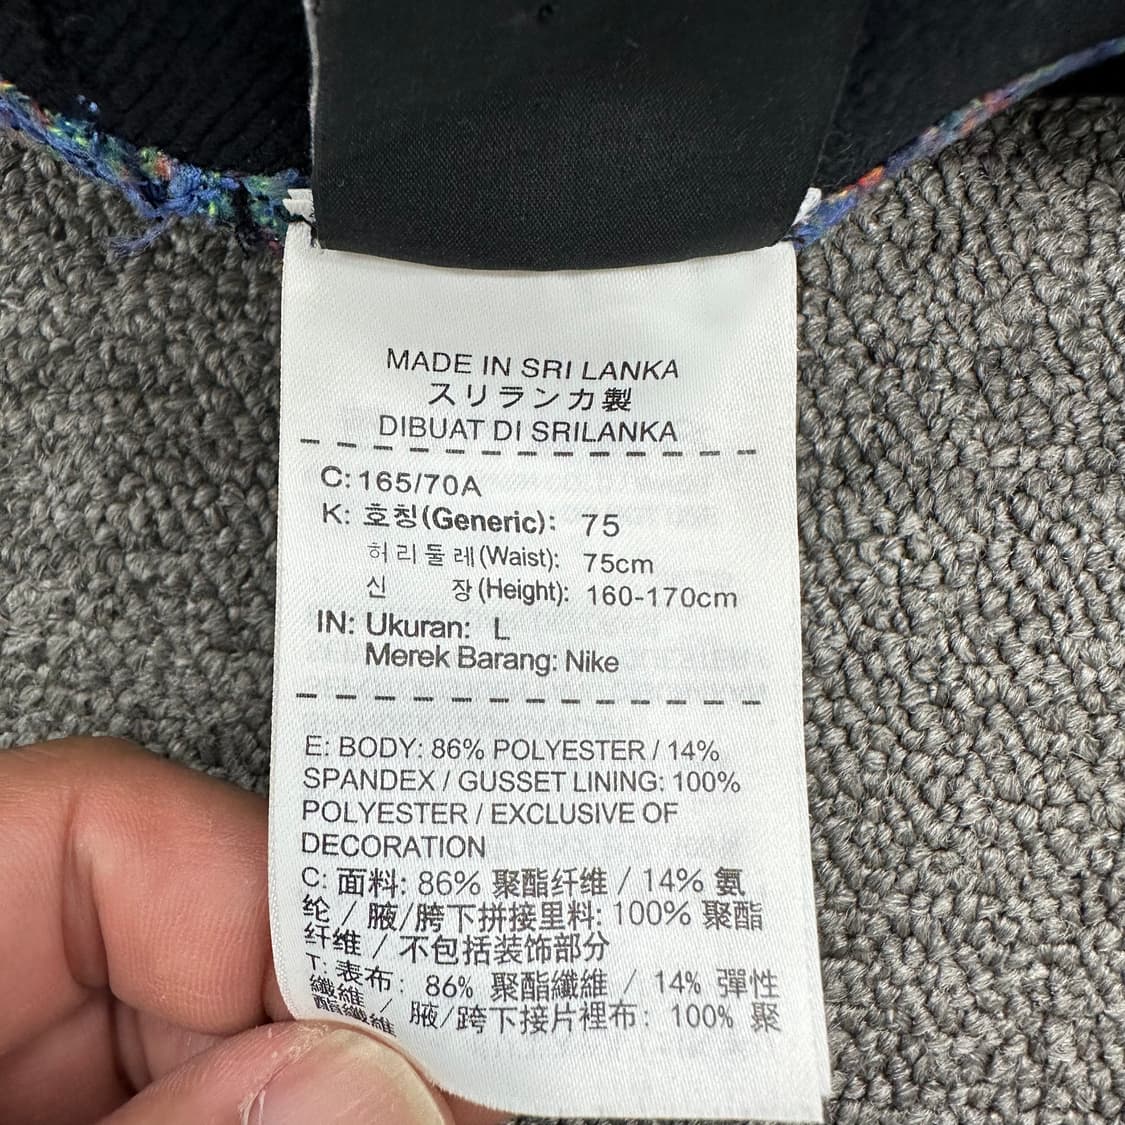 MADE IN SRI LANKA
スリランカ製
DIBUAT DI SRILANKA
C: 165/70A
K: 호칭(Generic): 75
허리둘레(Waist): 75cm
신 장(Height): 160-170cm
IN: Ukuran: L
Merek Barang: Nike
E: BODY: 86% POLYESTER / 14%
SPANDEX / GUSSET LINING: 100%
POLYESTER / EXCLUSIVE OF
DECORATION
C: 面料: 86% 聚酯纤维 / 14% 氨
纶 / 腋/胯下拼接里料: 100% 聚酯
纤维 / 不包括装饰部分
T: 表布: 86% 聚酯纖維 / 14% 彈性
纖維 / 腋/跨下接片裡布: 100% 聚
酯纖維